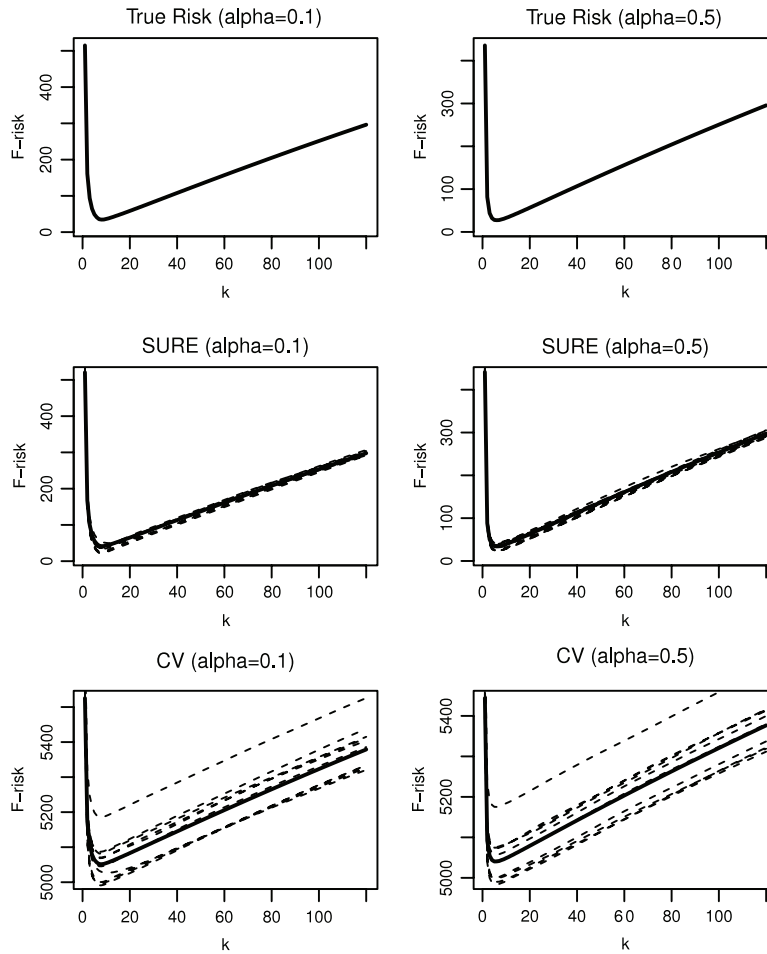 True Risk (alpha=0.1)
F-risk
0
200
400
0 20 40 60 80 100
k
True Risk (alpha=0.5)
F-risk
0
100
300
0 20 40 60 80 100
k
SURE (alpha=0.1)
F-risk
0
200
400
0 20 40 60 80 100
k
SURE (alpha=0.5)
F-risk
0
100
300
0 20 40 60 80 100
k
CV (alpha=0.1)
F-risk
5000
5200
5400
0 20 40 60 80 100
k
CV (alpha=0.5)
F-risk
5000
5200
5400
0 20 40 60 80 100
k